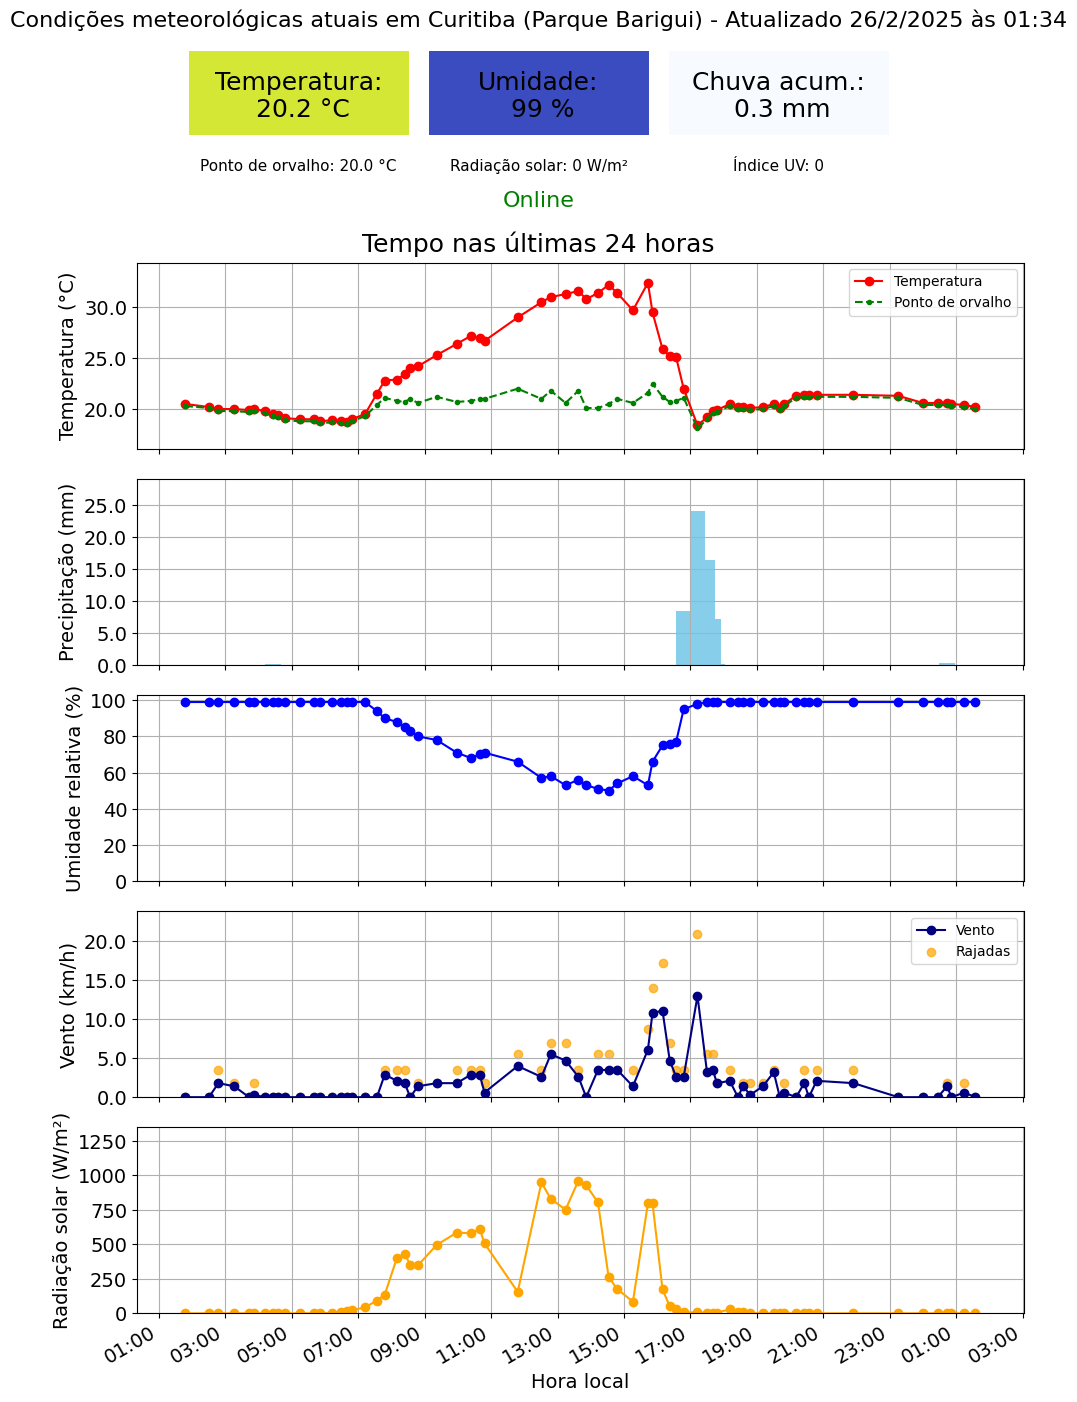 Condições meteorológicas atuais em Curitiba (Parque Barigui) - Atualizado 26/2/2025 às 01:34
Temperatura:
20.2 °C
Umidade:
99 %
Chuva acum.:
0.3 mm
Ponto de orvalho: 20.0 °C
Radiação solar: 0 W/m²
Índice UV: 0
Online
Tempo nas últimas 24 horas
Temperatura (°C)
30.0
25.0
20.0
Temperatura
Ponto de orvalho
Precipitação (mm)
25.0
20.0
15.0
10.0
5.0
0.0
Umidade relativa (%)
100
80
60
40
20
0
Vento (km/h)
20.0
15.0
10.0
5.0
0.0
Vento
Rajadas
Radiação solar (W/m²)
1250
1000
750
500
250
0
01:00 03:00 05:00 07:00 09:00 11:00 13:00 15:00 17:00 19:00 21:00 23:00 01:00 03:00
Hora local